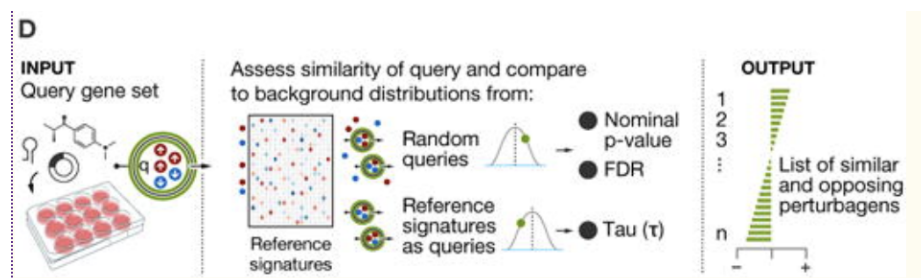 D
INPUT
Query gene set
q
Assess similarity of query and compare
to background distributions from:
Reference
signatures
Random
queries
Nominal
p-value
FDR
Reference
signatures
as queries
Tau (τ)
OUTPUT
1
2
3
⋮
n
List of similar
and opposing
perturbagens
– +